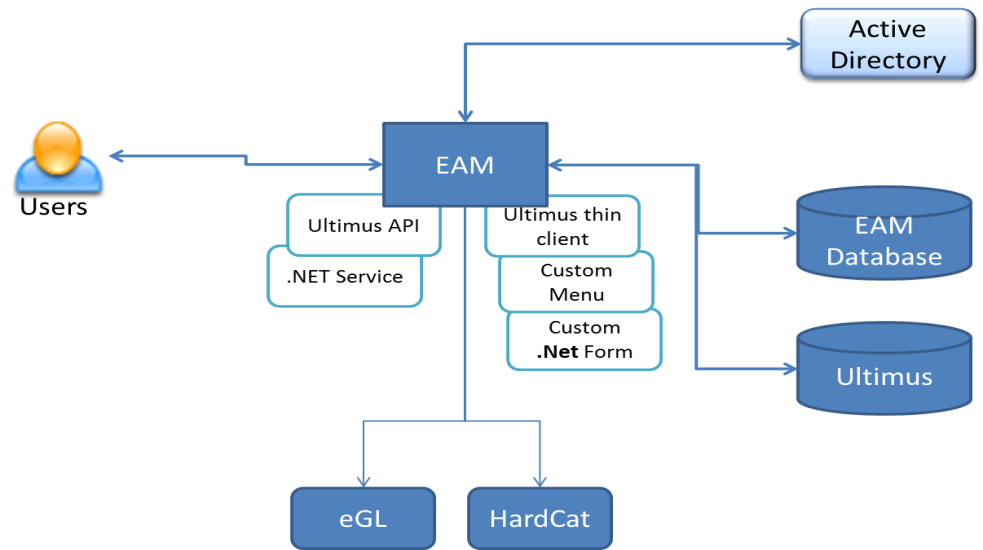 Active
Directory
EAM
Users
Ultimus API
.NET Service
Ultimus thin
client
Custom
Menu
Custom
.Net Form
EAM
Database
Ultimus
eGL
HardCat